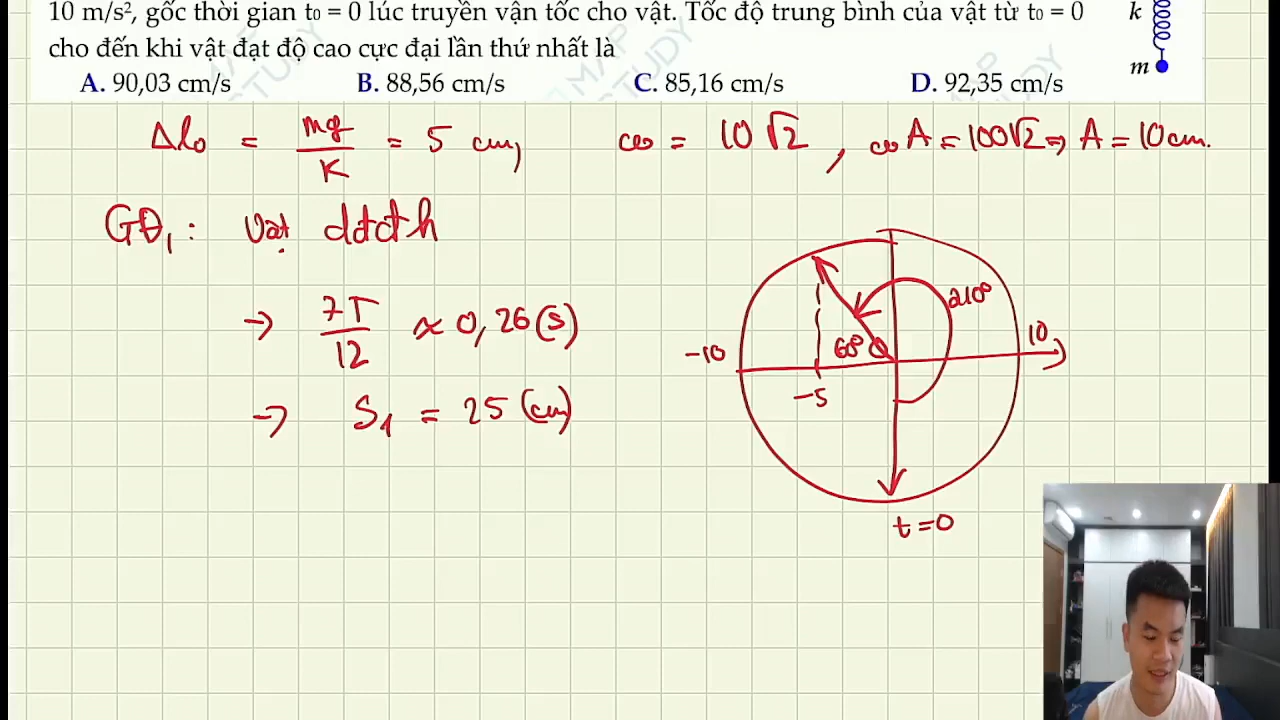 10 m/s², gốc thời gian t₀ = 0 lúc truyền vận tốc cho vật. Tốc độ trung bình của vật từ t₀ = 0
cho đến khi vật đạt độ cao cực đại lần thứ nhất là
A. 90,03 cm/s B. 88,56 cm/s C. 85,16 cm/s D. 92,35 cm/s
k
m
Δl₀ = mg/K = 5 cm, ω = 10√2, ωA = 100√2 ⇒ A = 10cm.
GĐ₁: Vật dđđh
→ 7T/12 ≈ 0,26(s)
→ S₁ = 25 (cm)
210°
60°
-10
10
-5
t=0
MAP
STUDY